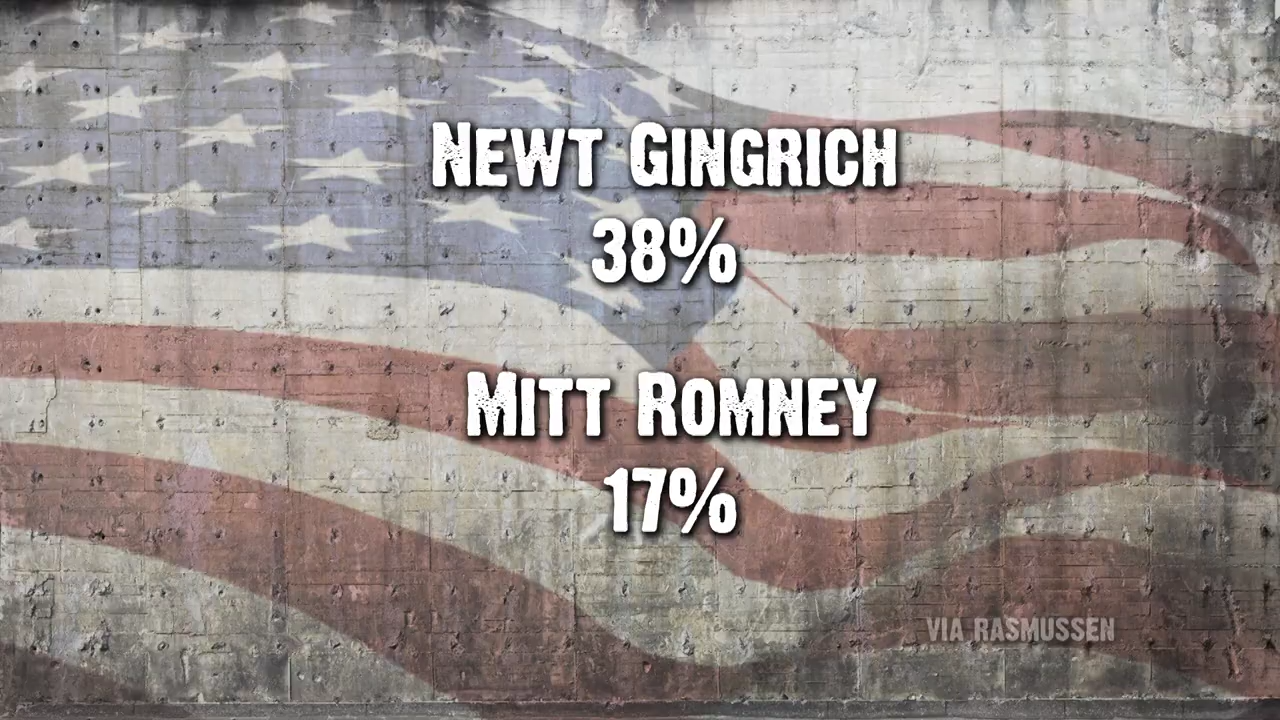 NEWT GINGRICH
38%
MITT ROMNEY
17%
VIA RASMUSSEN